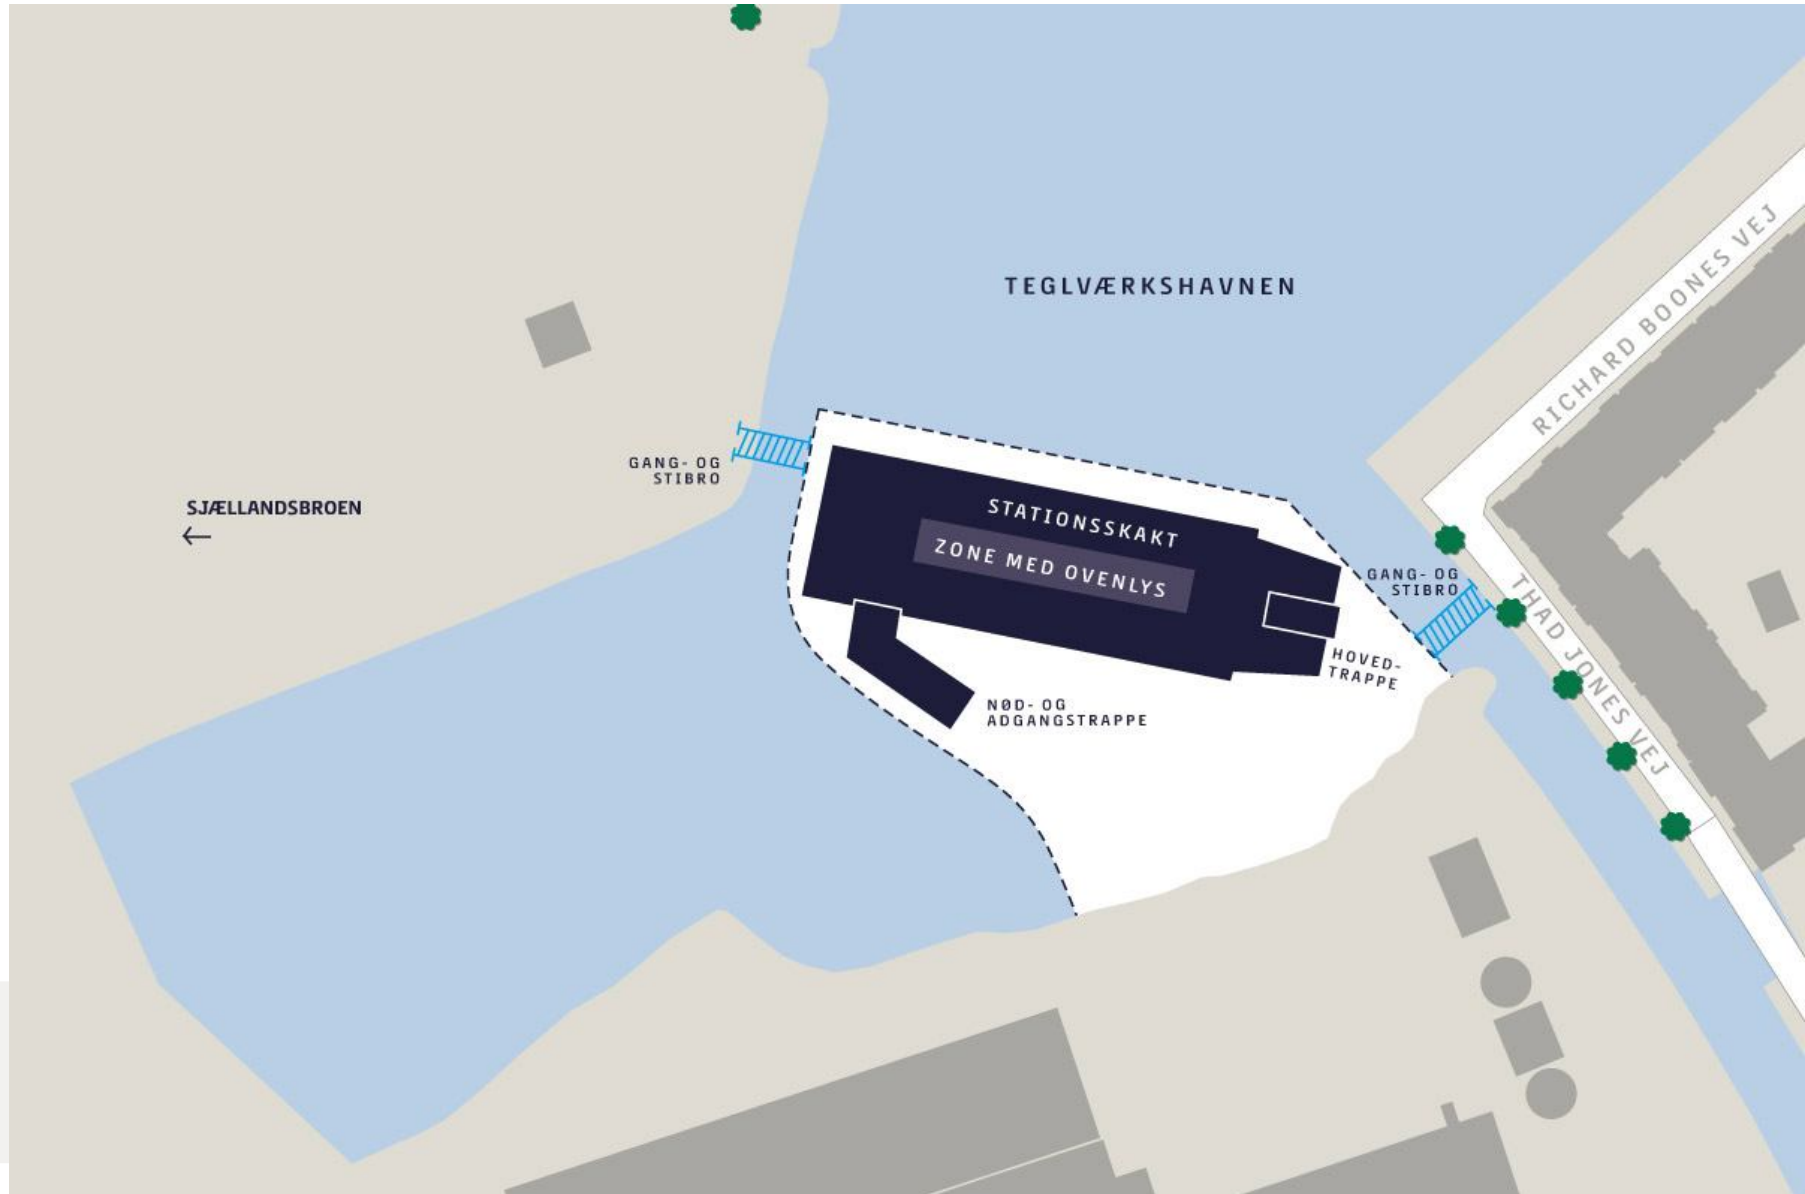 TEGLVÆRKSHAVNEN
RICHARD BOONES VEJ
GANG- OG
STIBRO
SJÆLLANDSBROEN
STATIONSSKAKT
ZONE MED OVENLYS
GANG- OG
STIBRO
THAD JONES VEJ
HOVED-
TRAPPE
NØD- OG
ADGANGSTRAPPE